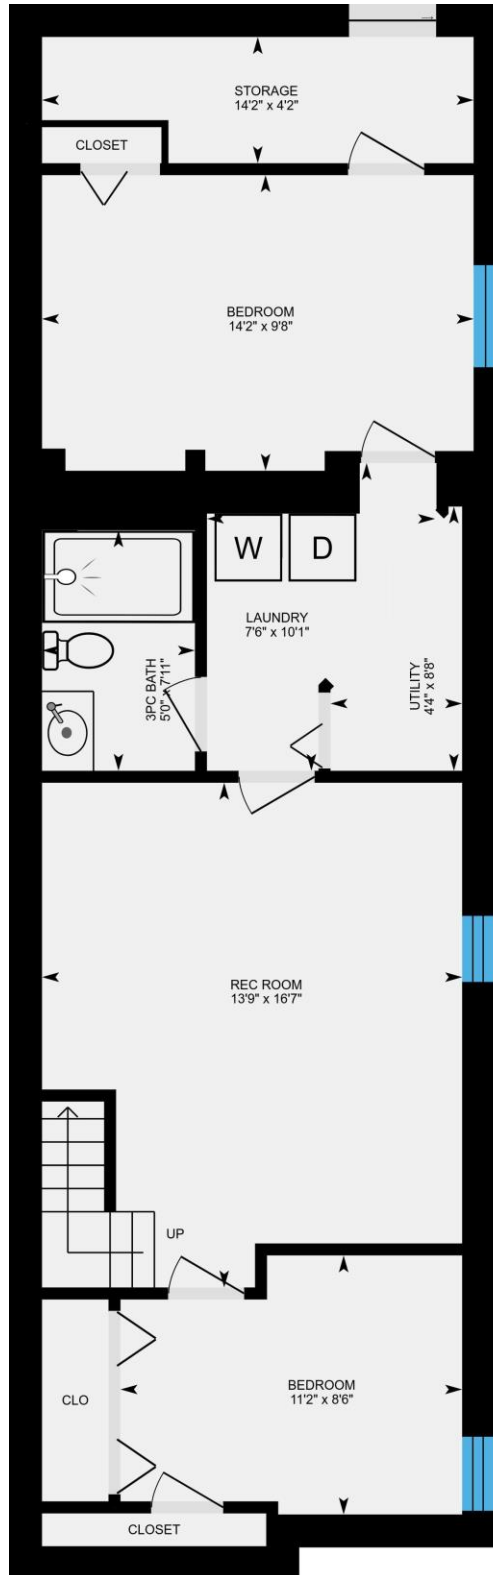 STORAGE
14'2" x 4'2"
CLOSET
BEDROOM
14'2" x 9'8"
W
D
LAUNDRY
7'6" x 10'1"
3PC BATH
5'0" x 7'11"
UTILITY
4'4" x 8'8"
REC ROOM
13'9" x 16'7"
UP
BEDROOM
11'2" x 8'6"
CLO
CLOSET